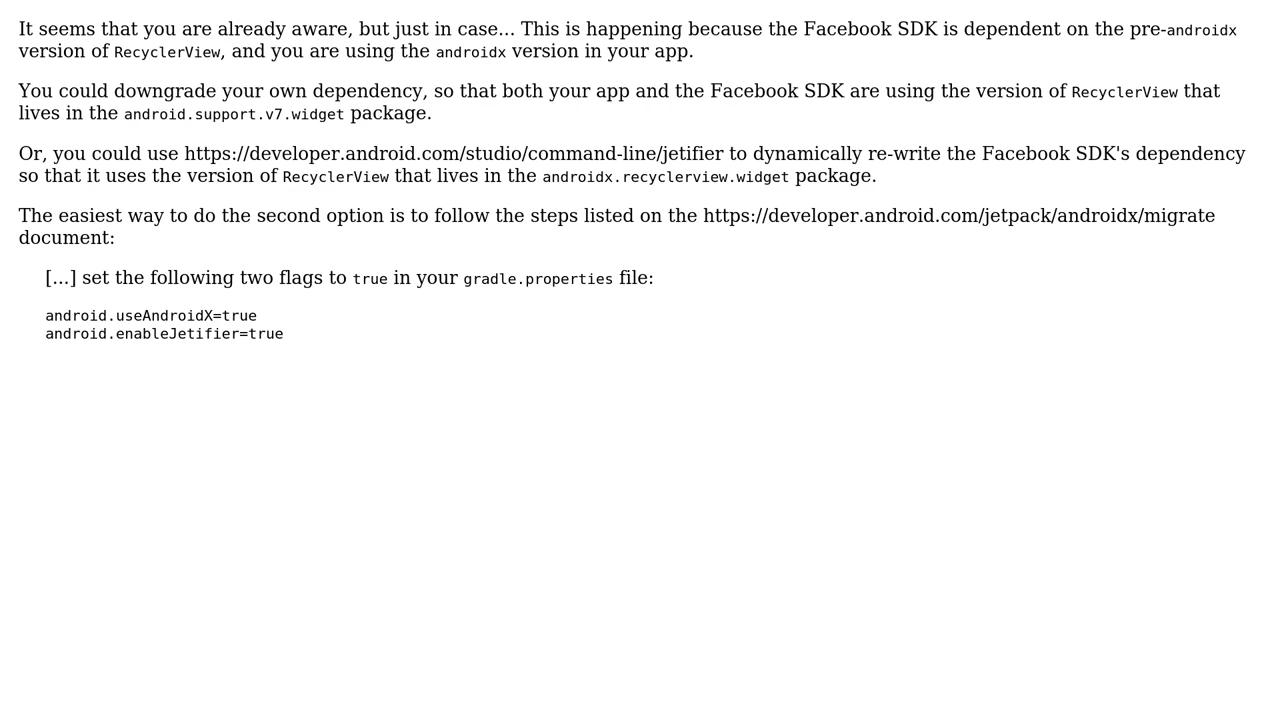 It seems that you are already aware, but just in case... This is happening because the Facebook SDK is dependent on the pre-androidx
version of RecyclerView, and you are using the androidx version in your app.
You could downgrade your own dependency, so that both your app and the Facebook SDK are using the version of RecyclerView that
lives in the android.support.v7.widget package.
Or, you could use https://developer.android.com/studio/command-line/jetifier to dynamically re-write the Facebook SDK's dependency
so that it uses the version of RecyclerView that lives in the androidx.recyclerview.widget package.
The easiest way to do the second option is to follow the steps listed on the https://developer.android.com/jetpack/androidx/migrate
document:
[...] set the following two flags to true in your gradle.properties file:
android.useAndroidX=true
android.enableJetifier=true